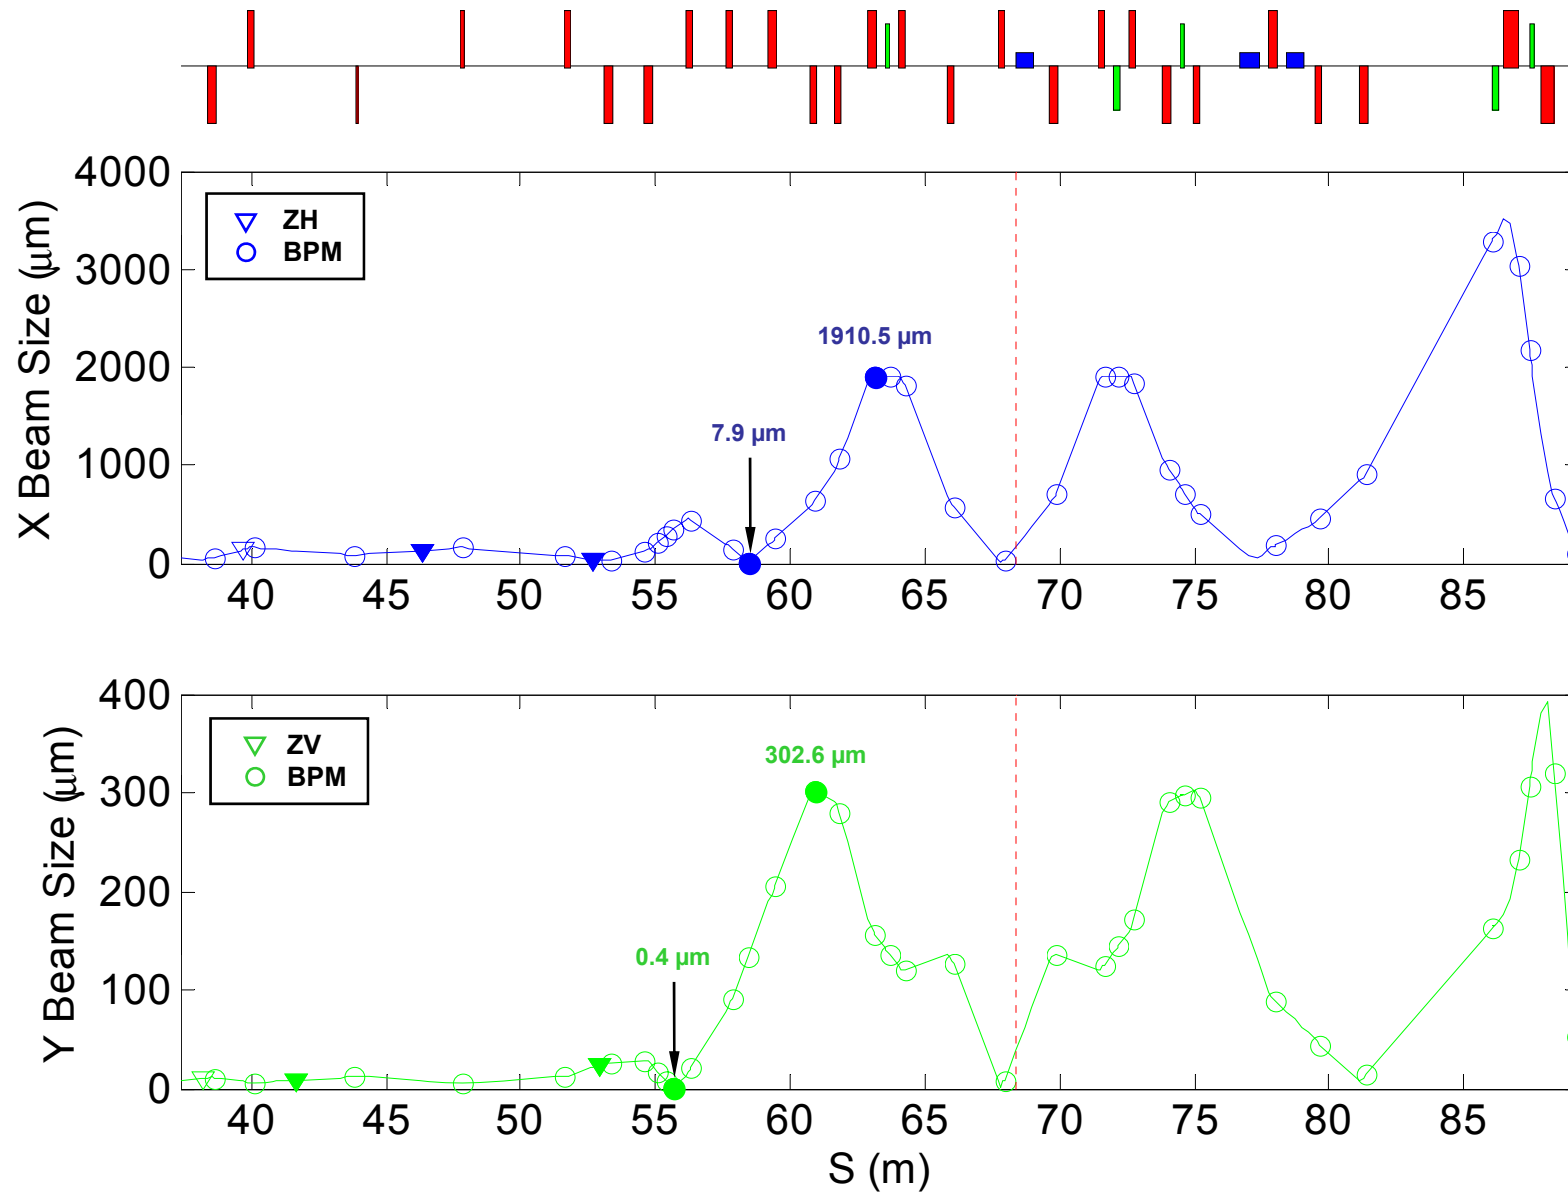 4000
3000
2000
1000
0
X Beam Size (μm)
ZH
BPM
1910.5 μm
7.9 μm
40 45 50 55 60 65 70 75 80 85
400
300
200
100
0
Y Beam Size (μm)
ZV
BPM
302.6 μm
0.4 μm
40 45 50 55 60 65 70 75 80 85
S (m)